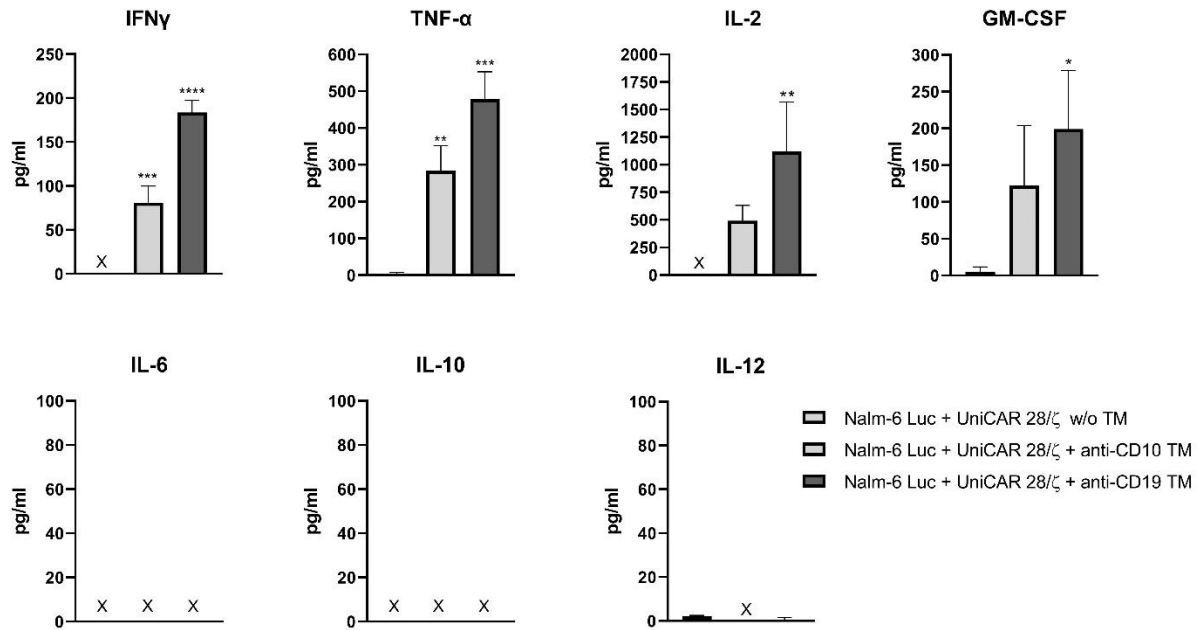 IFNγ
250
200
150
100
50
0
pg/ml
X
***
****
TNF-α
600
500
400
300
200
100
0
pg/ml
**
***
IL-2
2000
1750
1500
1250
1000
750
500
250
0
pg/ml
X
**
GM-CSF
300
250
200
150
100
50
0
pg/ml
*
IL-6
100
80
60
40
20
0
pg/ml
X X X
IL-10
100
80
60
40
20
0
pg/ml
X X X
IL-12
100
80
60
40
20
0
pg/ml
X
Nalm-6 Luc + UniCAR 28/ζ w/o TM
Nalm-6 Luc + UniCAR 28/ζ + anti-CD10 TM
Nalm-6 Luc + UniCAR 28/ζ + anti-CD19 TM